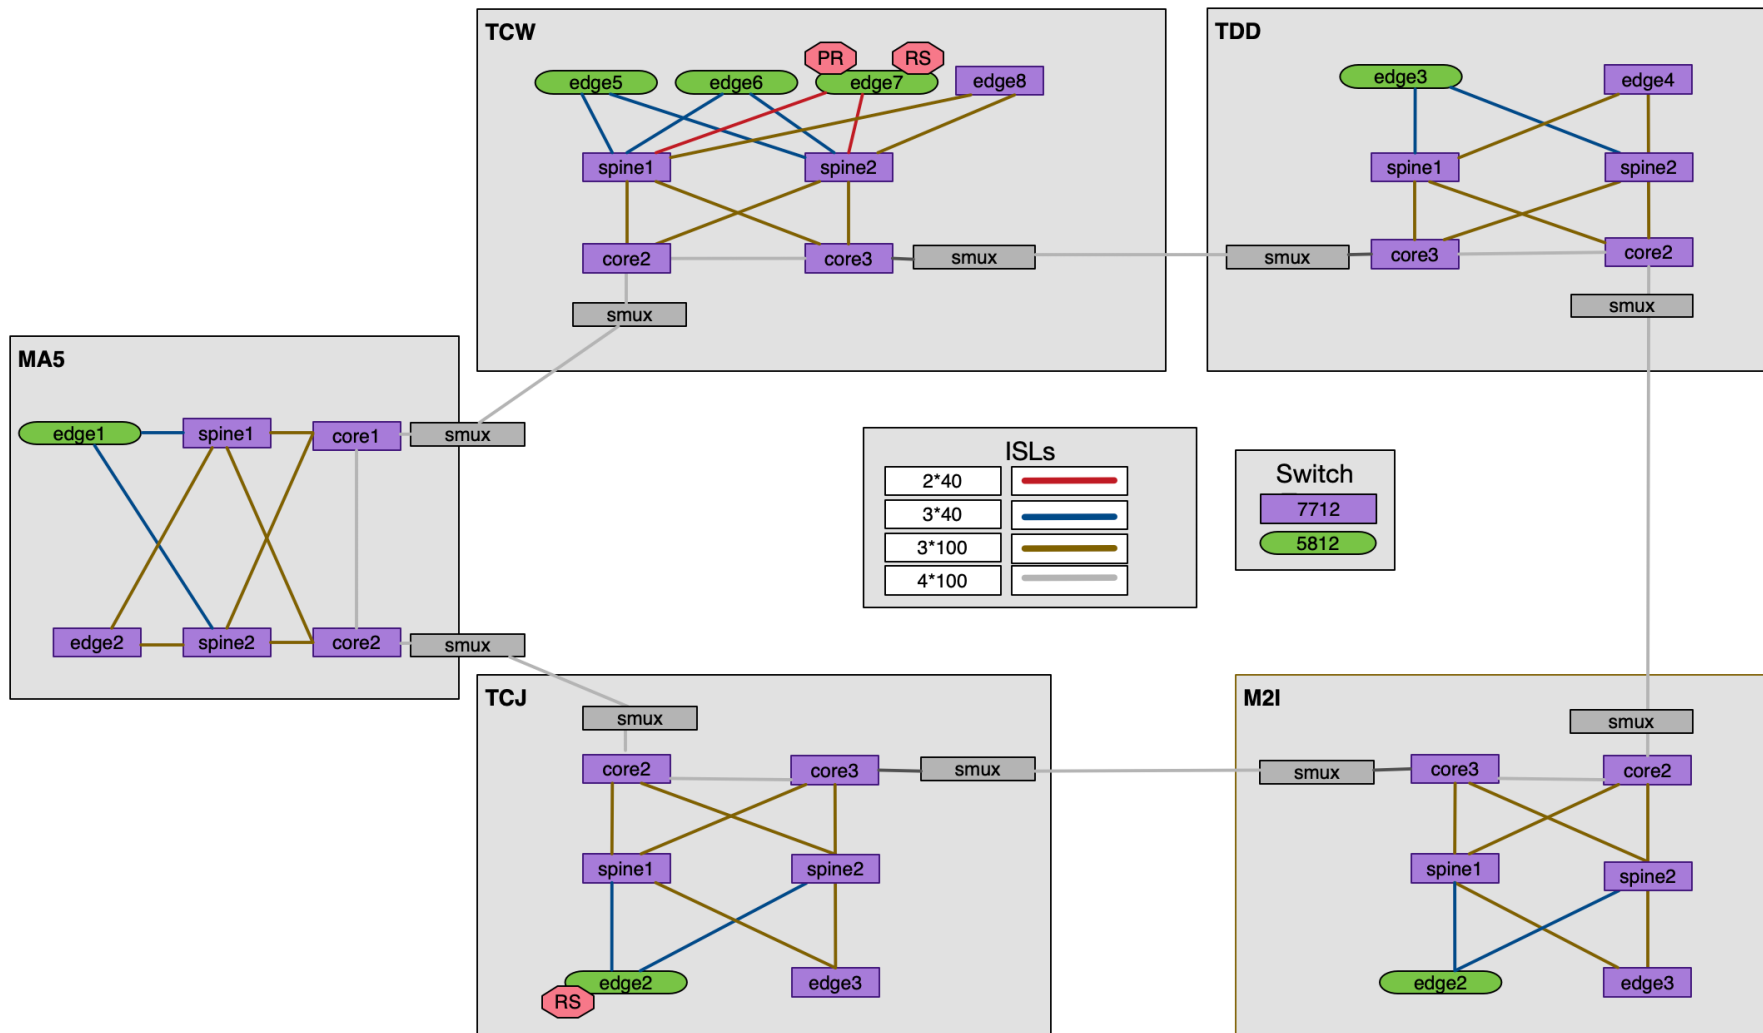 TCW
PR
RS
edge5
edge6
edge7
edge8
spine1
spine2
core2
core3
smux
smux
TDD
edge3
edge4
spine1
spine2
smux
core3
core2
smux
MA5
edge1
spine1
core1
smux
edge2
spine2
core2
smux
ISLs
2*40
3*40
3*100
4*100
Switch
7712
5812
TCJ
smux
core2
core3
smux
spine1
spine2
edge2
edge3
RS
M2I
smux
smux
core3
core2
spine1
spine2
edge2
edge3